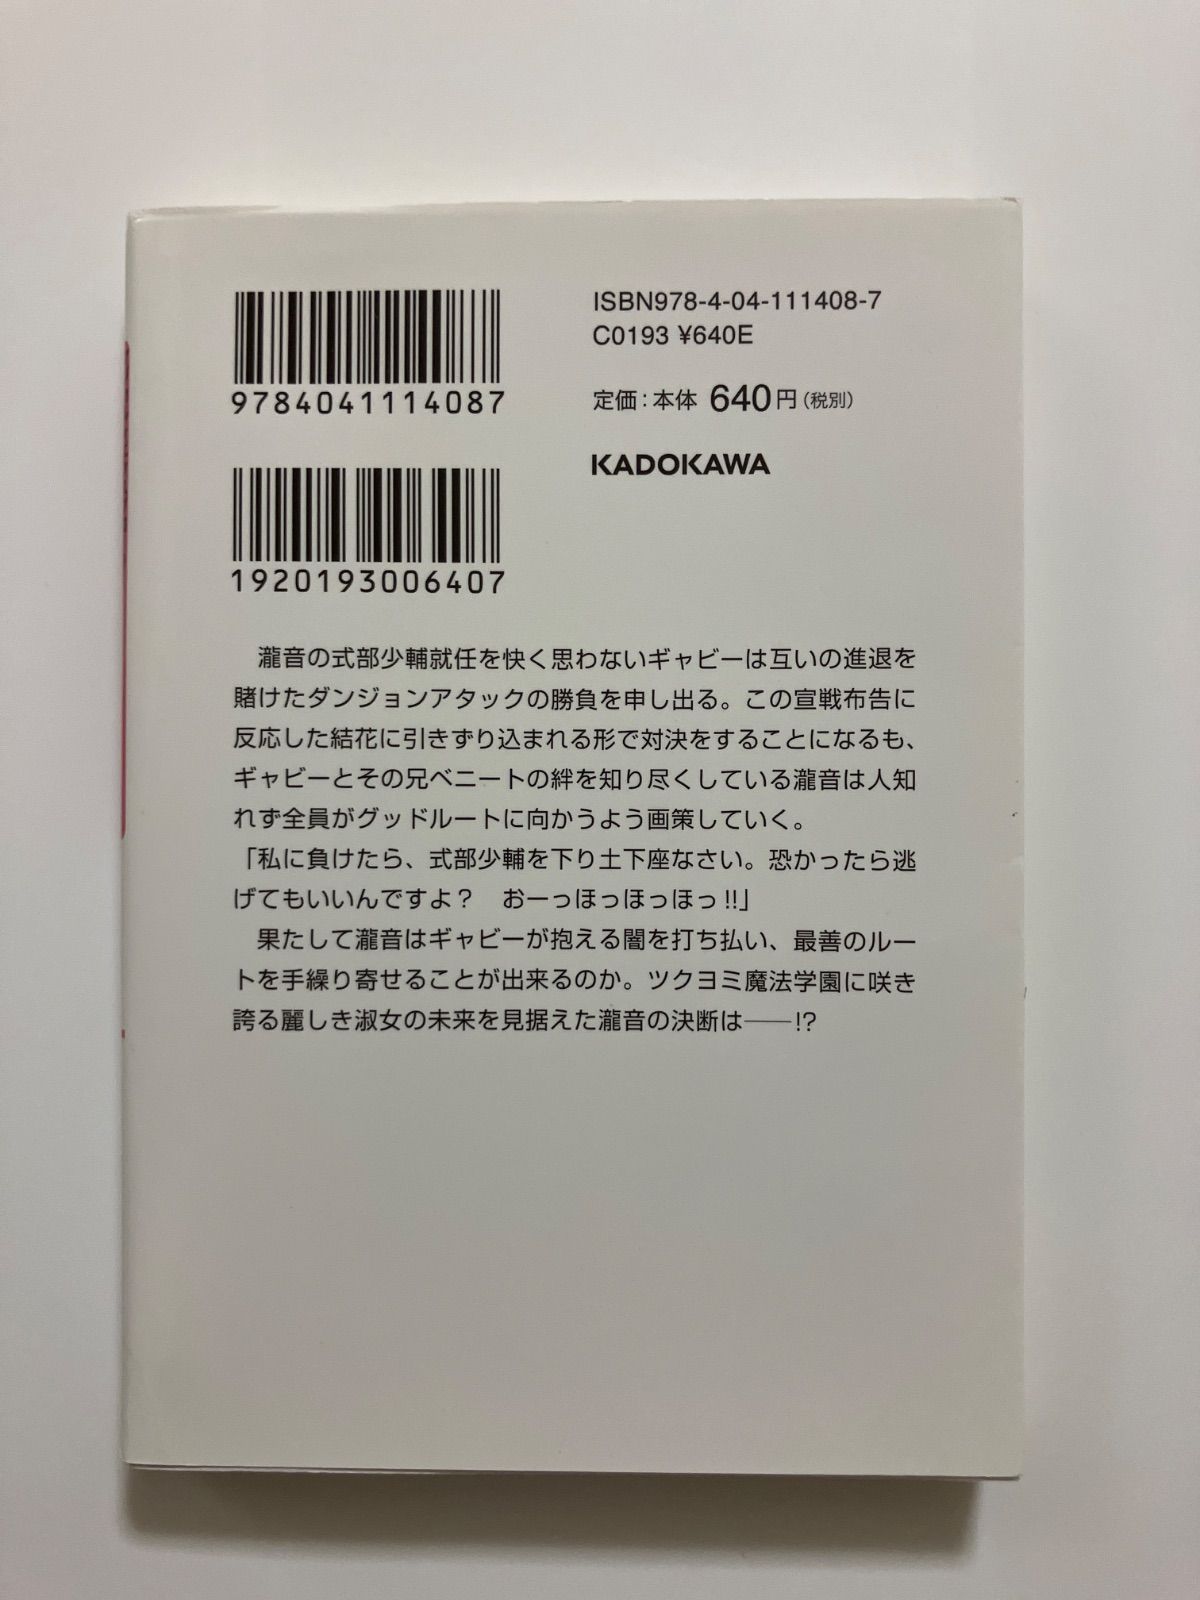 9784041114087
ISBN978-4-04-111408-7
C0193 ¥640E
定価：本体 640円（税別）
KADOKAWA
1920193006407
瀧音の式部少輔就任を快く思わないギャビーは互いの進退を
賭けたダンジョンアタックの勝負を申し出る。この宣戦布告に
反応した結花に引きずり込まれる形で対決をすることになるも、
ギャビーとその兄ベニートの絆を知り尽くしている瀧音は人知
れず全員がグッドルートに向かうよう画策していく。
「私に負けたら、式部少輔を下り土下座なさい。恐かったら逃
げてもいいんですよ？　おーっほっほっほっ!!」
果たして瀧音はギャビーが抱える闇を打ち払い、最善のルー
トを手繰り寄せることが出来るのか。ツクヨミ魔法学園に咲き
誇る麗しき淑女の未来を見据えた瀧音の決断は――!?